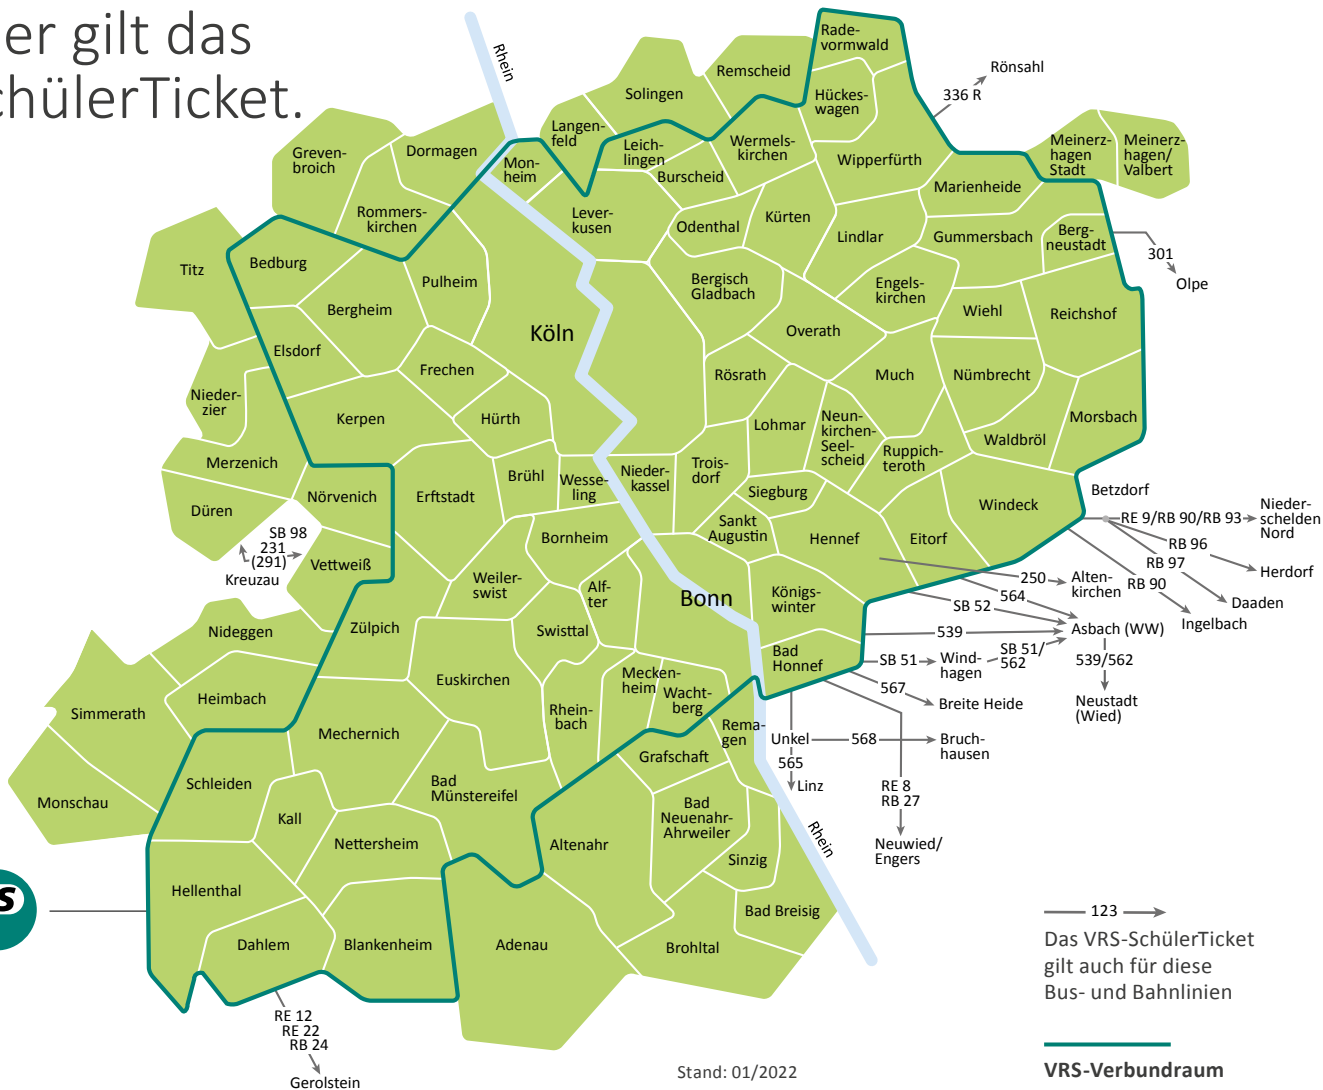 er gilt das
chülerTicket.
Rhein
Rade-
vormwald
Rönsahl
336 R
Remscheid
Solingen
Hückes-
wagen
Langen-
feld
Leich-
lingen
Wermels-
kirchen
Meinerz-
hagen
Stadt
Meinerz-
hagen/
Valbert
Greven-
broich
Dormagen
Mon-
heim
Burscheid
Wipperfürth
Marienheide
Rommers-
kirchen
Lever-
kusen
Odenthal
Kürten
Lindlar
Gummersbach
Berg-
neustadt
301
Olpe
Titz
Bedburg
Pulheim
Bergheim
Bergisch
Gladbach
Engels-
kirchen
Wiehl
Reichshof
Köln
Overath
Elsdorf
Frechen
Rösrath
Much
Nümbrecht
Nieder-
zier
Kerpen
Hürth
Lohmar
Neun-
kirchen-
Seel-
scheid
Morsbach
Waldbröl
Ruppich-
teroth
Merzenich
Nörvenich
Erftstadt
Brühl
Wesse-
ling
Nieder-
kassel
Trois-
dorf
Siegburg
Windeck
Düren
Sankt
Augustin
Hennef
Eitorf
Bornheim
Betzdorf
RE 9/RB 90/RB 93
Nieder-
schelden
Nord
RB 96
Herdorf
RB 97
Daaden
RB 90
Ingelbach
SB 98
231
(291)
Kreuzau
Vettweiß
Weiler-
swist
Alf-
ter
Bonn
Königs-
winter
250
Alten-
kirchen
564
SB 52
Asbach (WW)
539
Nideggen
Zülpich
Swisttal
Bad
Honnef
SB 51
Wind-
hagen
SB 51/
562
539/562
Neustadt
(Wied)
567
Breite Heide
Heimbach
Euskirchen
Mecken-
heim
Wacht-
berg
Rhein-
bach
Simmerath
Mechernich
Rema-
gen
Unkel
568
Bruch-
hausen
565
Linz
Grafschaft
RE 8
RB 27
Neuwied/
Engers
Monschau
Schleiden
Bad
Münstereifel
Kall
Nettersheim
Altenahr
Bad
Neuenahr-
Ahrweiler
Sinzig
Rhein
Hellenthal
s
Bad Breisig
Dahlem
Blankenheim
Adenau
Brohltal
RE 12
RE 22
RB 24
Gerolstein
123
Das VRS-SchülerTicket
gilt auch für diese
Bus- und Bahnlinien
VRS-Verbundraum
Stand: 01/2022